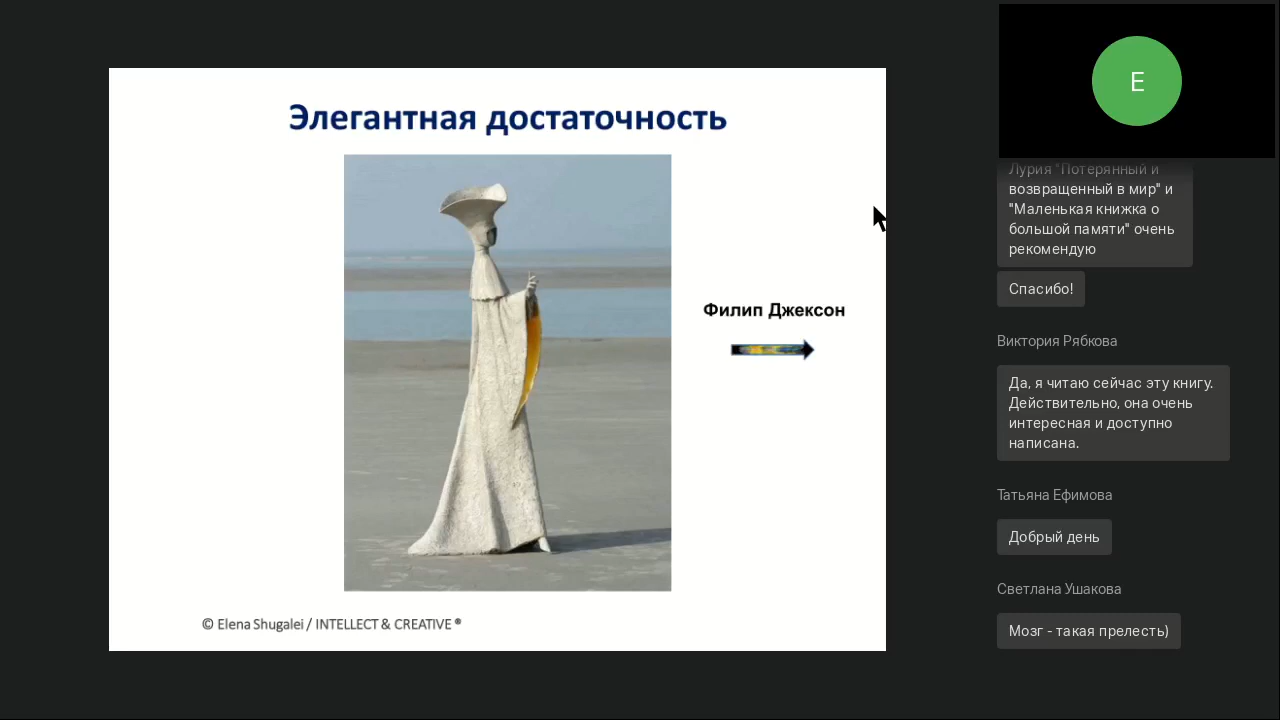 Элегантная достаточность
Филип Джексон
© Elena Shugalei / INTELLECT & CREATIVE ®
E
Лурия "Потерянный и
возвращенный в мир" и
"Маленькая книжка о
большой памяти" очень
рекомендую
Спасибо!
Виктория Рябкова
Да, я читаю сейчас эту книгу.
Действительно, она очень
интересная и доступно
написана.
Татьяна Ефимова
Добрый день
Светлана Ушакова
Мозг - такая прелесть)